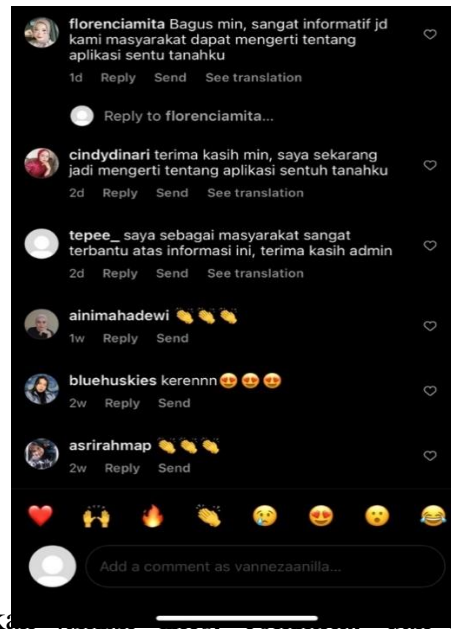 florenciamita Bagus min, sangat informatif jd
kami masyarakat dapat mengerti tentang
aplikasi sentu tanahku
1d Reply Send See translation
Reply to florenciamita...
cindydinari terima kasih min, saya sekarang
jadi mengerti tentang aplikasi sentuh tanahku
2d Reply Send See translation
tepee_ saya sebagai masyarakat sangat
terbantu atas informasi ini, terima kasih admin
2d Reply Send See translation
ainimahadewi 👏👏👏
1w Reply Send
bluehuskies kerennn😍😍😍
2w Reply Send
asrirahmap 👏👏👏
2w Reply Send
❤️ 🙌 🔥 👏 😢 😍 😮 😂
Add a comment as vannezaanilla...